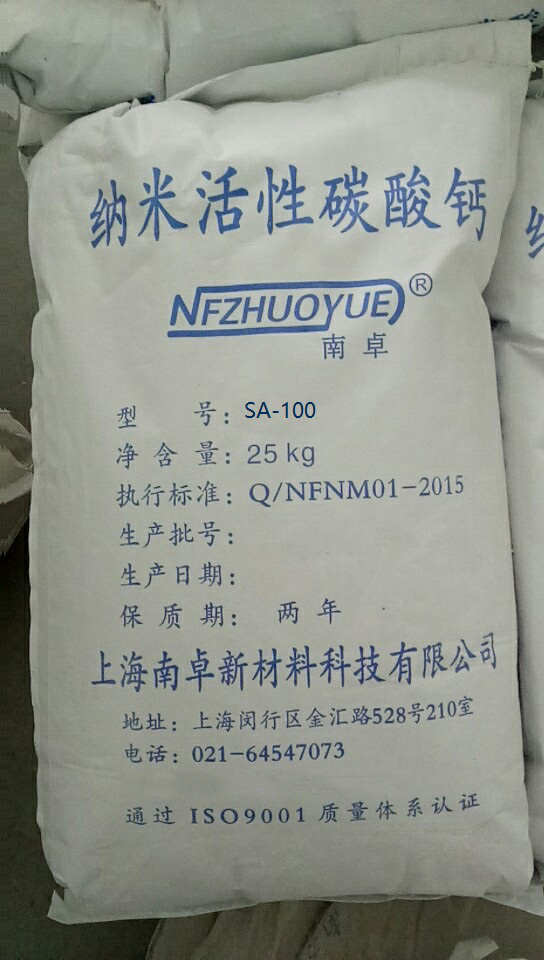 纳米活性碳酸钙
NFZHUOYUE®
南卓
型 号：SA-100
净含量：25kg
执行标准：Q/NFNM01-2015
生产批号：
生产日期：
保质期：两年
上海南卓新材料科技有限公司
地址：上海闵行区金汇路528号210室
电话：021-64547073
通过 ISO9001 质量体系认证